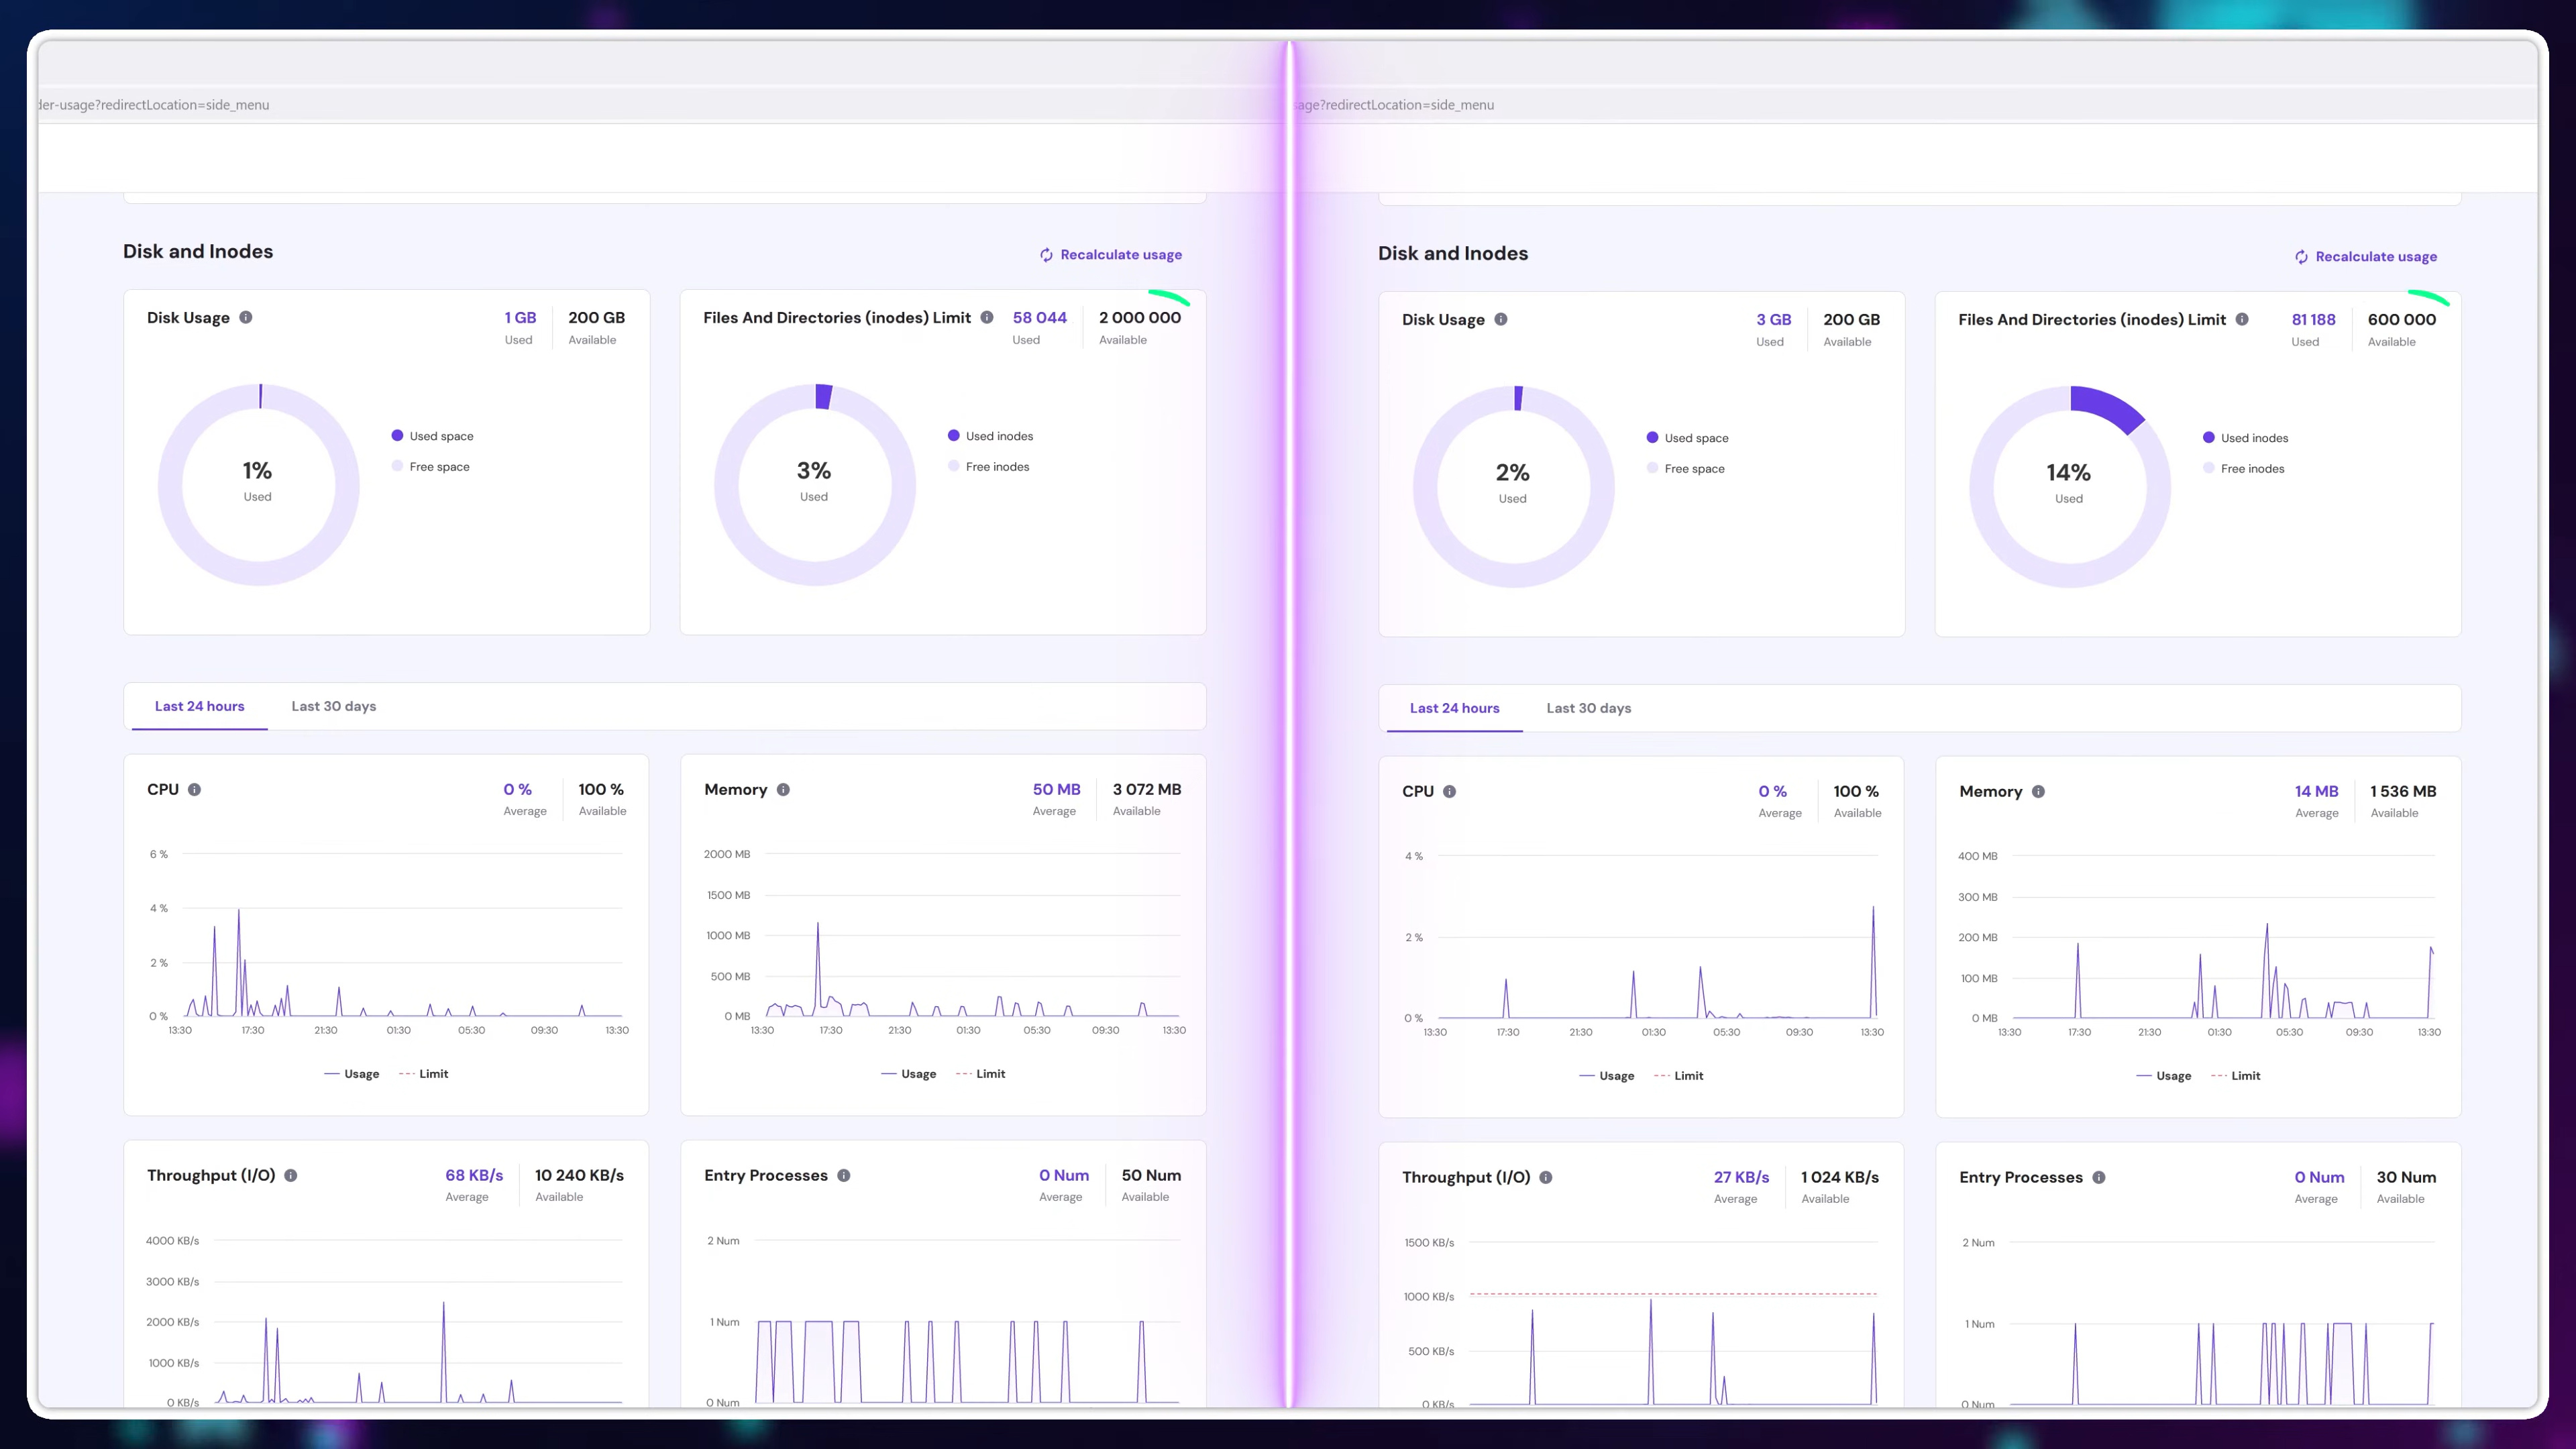 der-usage?redirectLocation=side_menu
Disk and Inodes
Recalculate usage
Disk Usage
1 GB
Used
200 GB
Available
1%
Used
Used space
Free space
Files And Directories (inodes) Limit
58 044
Used
2 000 000
Available
3%
Used
Used inodes
Free inodes
Last 24 hours
Last 30 days
CPU
0 %
Average
100 %
Available
6 %
4 %
2 %
0 %
13:30 17:30 21:30 01:30 05:30 09:30 13:30
Usage Limit
Memory
50 MB
Average
3 072 MB
Available
2000 MB
1500 MB
1000 MB
500 MB
0 MB
13:30 17:30 21:30 01:30 05:30 09:30 13:30
Usage Limit
Throughput (I/O)
68 KB/s
Average
10 240 KB/s
Available
4000 KB/s
3000 KB/s
2000 KB/s
1000 KB/s
0 KB/s
Entry Processes
0 Num
Average
50 Num
Available
2 Num
1 Num
0 Num
sage?redirectLocation=side_menu
Disk and Inodes
Recalculate usage
Disk Usage
3 GB
Used
200 GB
Available
2%
Used
Used space
Free space
Files And Directories (inodes) Limit
81 188
Used
600 000
Available
14%
Used
Used inodes
Free inodes
Last 24 hours
Last 30 days
CPU
0 %
Average
100 %
Available
4 %
2 %
0 %
13:30 17:30 21:30 01:30 05:30 09:30 13:30
Usage Limit
Memory
14 MB
Average
1 536 MB
Available
400 MB
300 MB
200 MB
100 MB
0 MB
13:30 17:30 21:30 01:30 05:30 09:30 13:30
Usage Limit
Throughput (I/O)
27 KB/s
Average
1 024 KB/s
Available
1500 KB/s
1000 KB/s
500 KB/s
0 KB/s
Entry Processes
0 Num
Average
30 Num
Available
2 Num
1 Num
0 Num